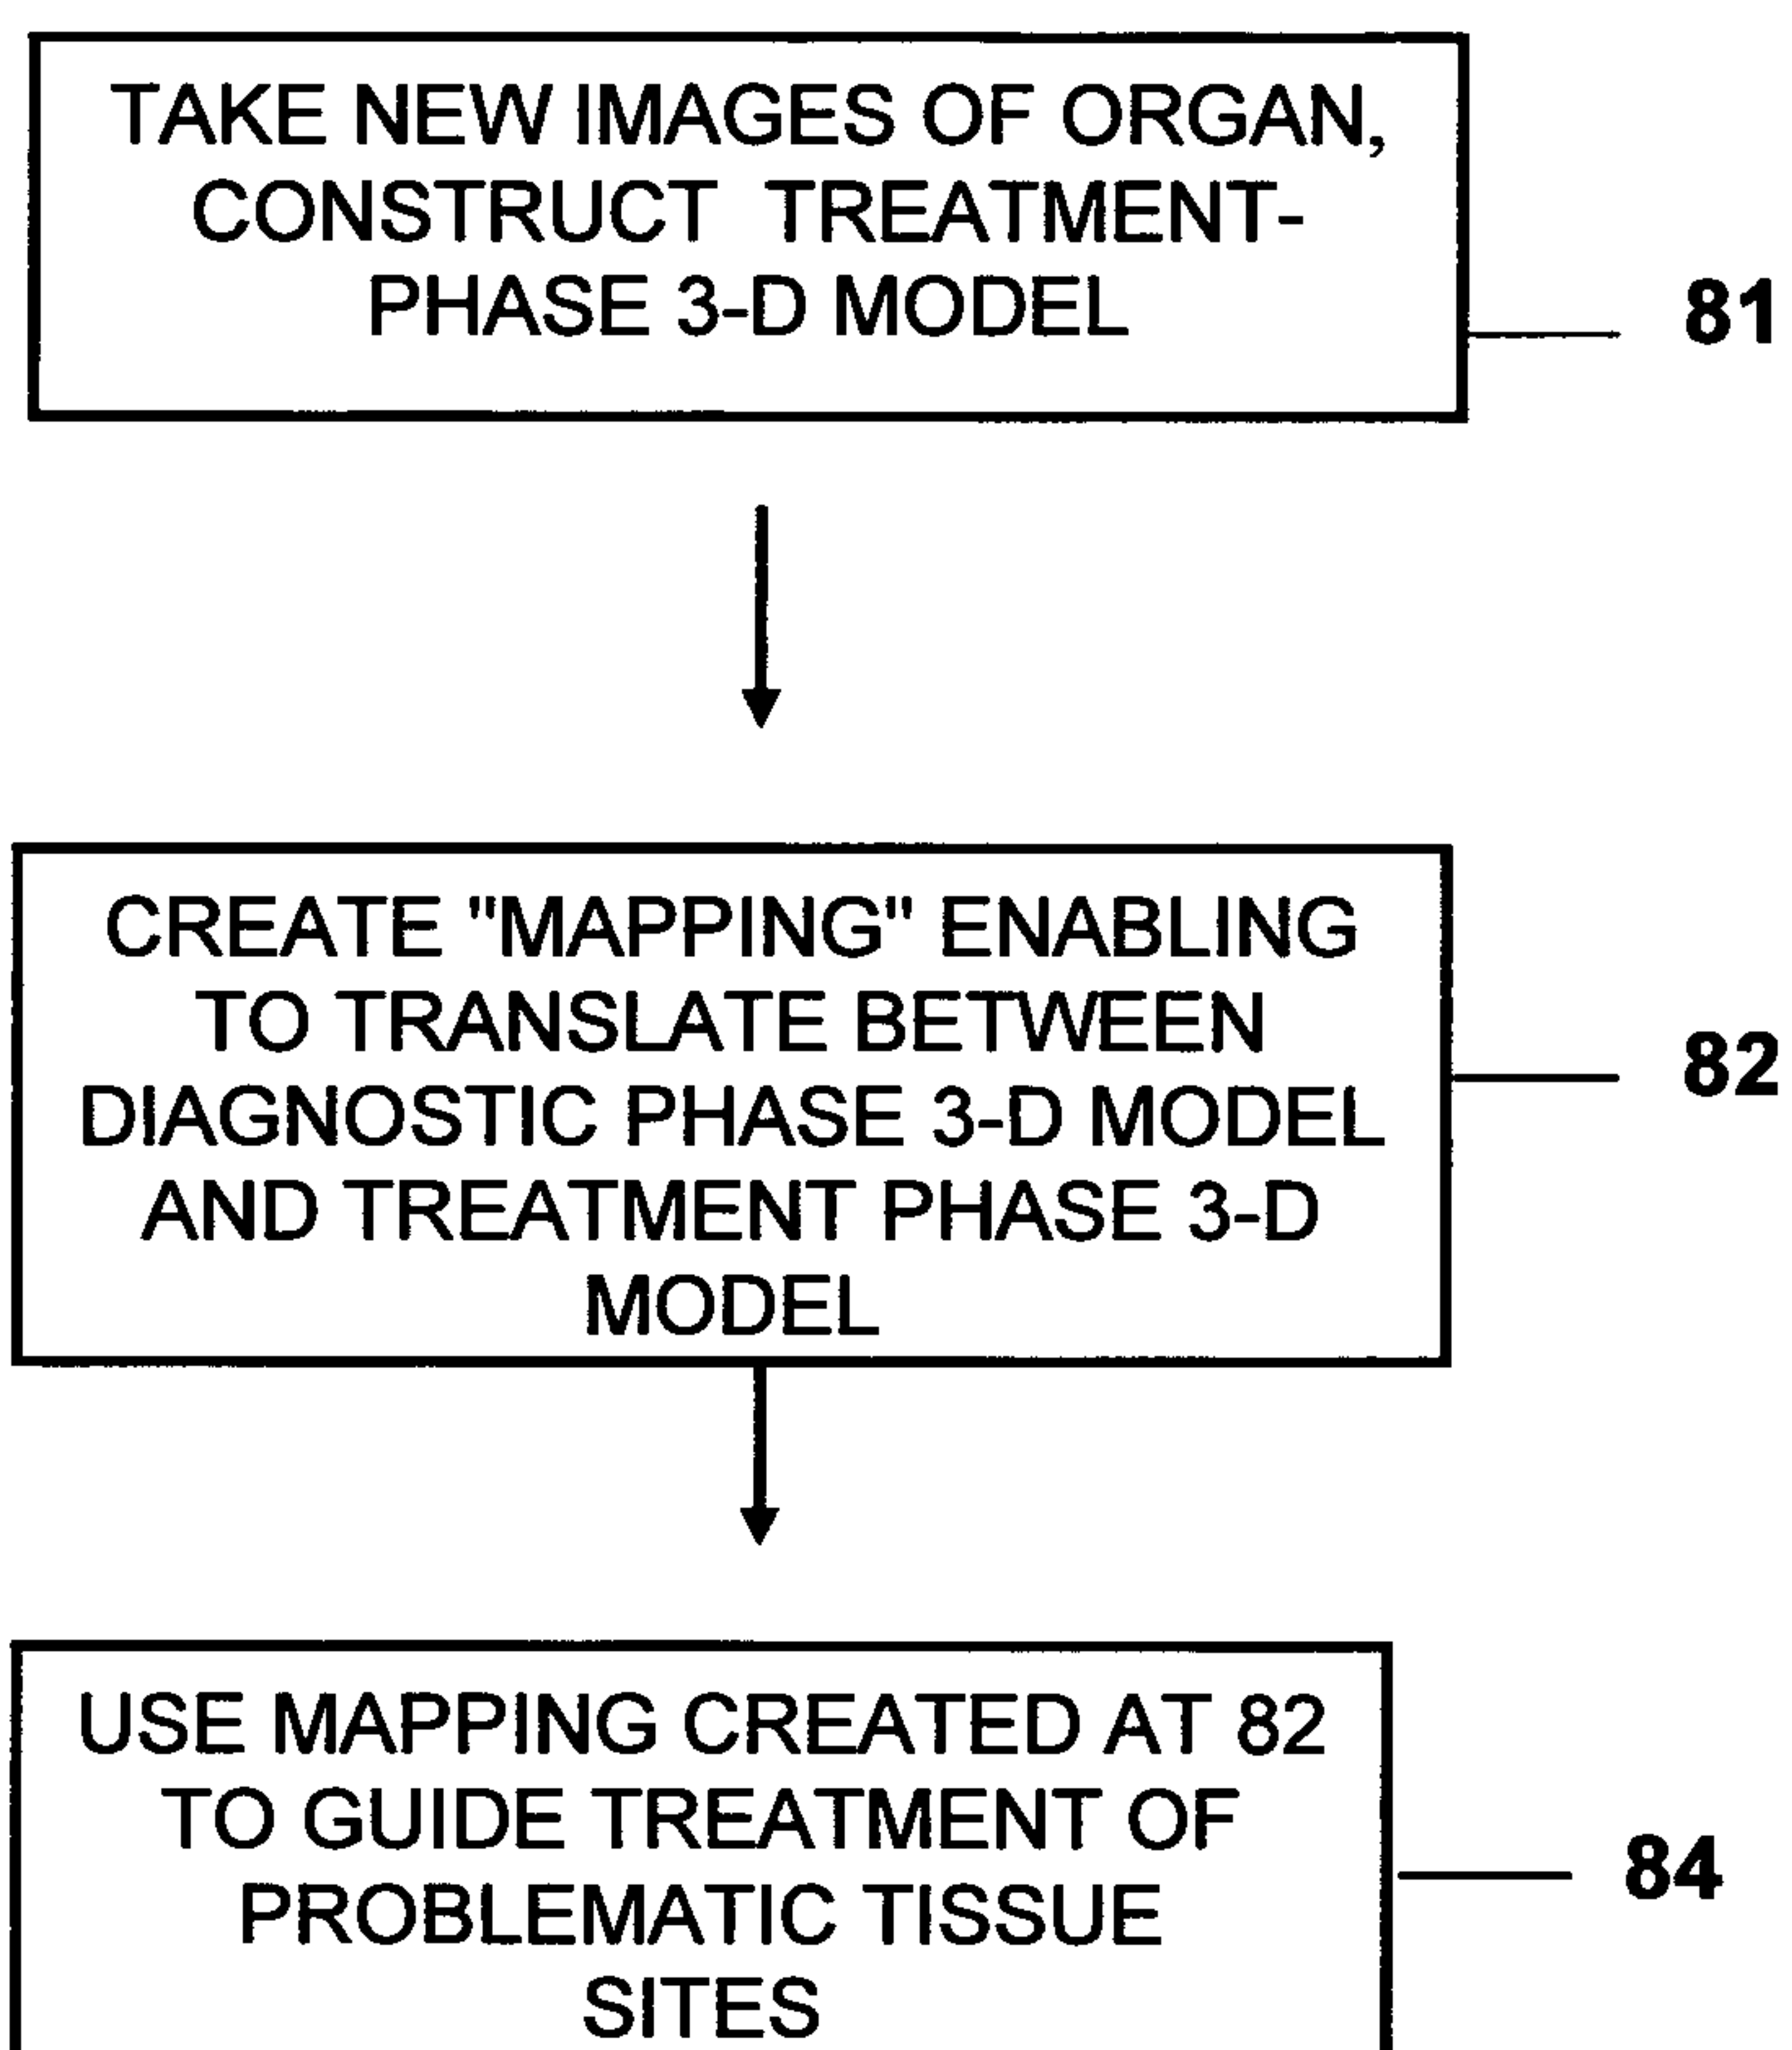 TAKE NEW IMAGES OF ORGAN,
CONSTRUCT TREATMENT-
PHASE 3-D MODEL
81
CREATE "MAPPING" ENABLING
TO TRANSLATE BETWEEN
DIAGNOSTIC PHASE 3-D MODEL
AND TREATMENT PHASE 3-D
MODEL
82
USE MAPPING CREATED AT 82
TO GUIDE TREATMENT OF
PROBLEMATIC TISSUE
SITES
84